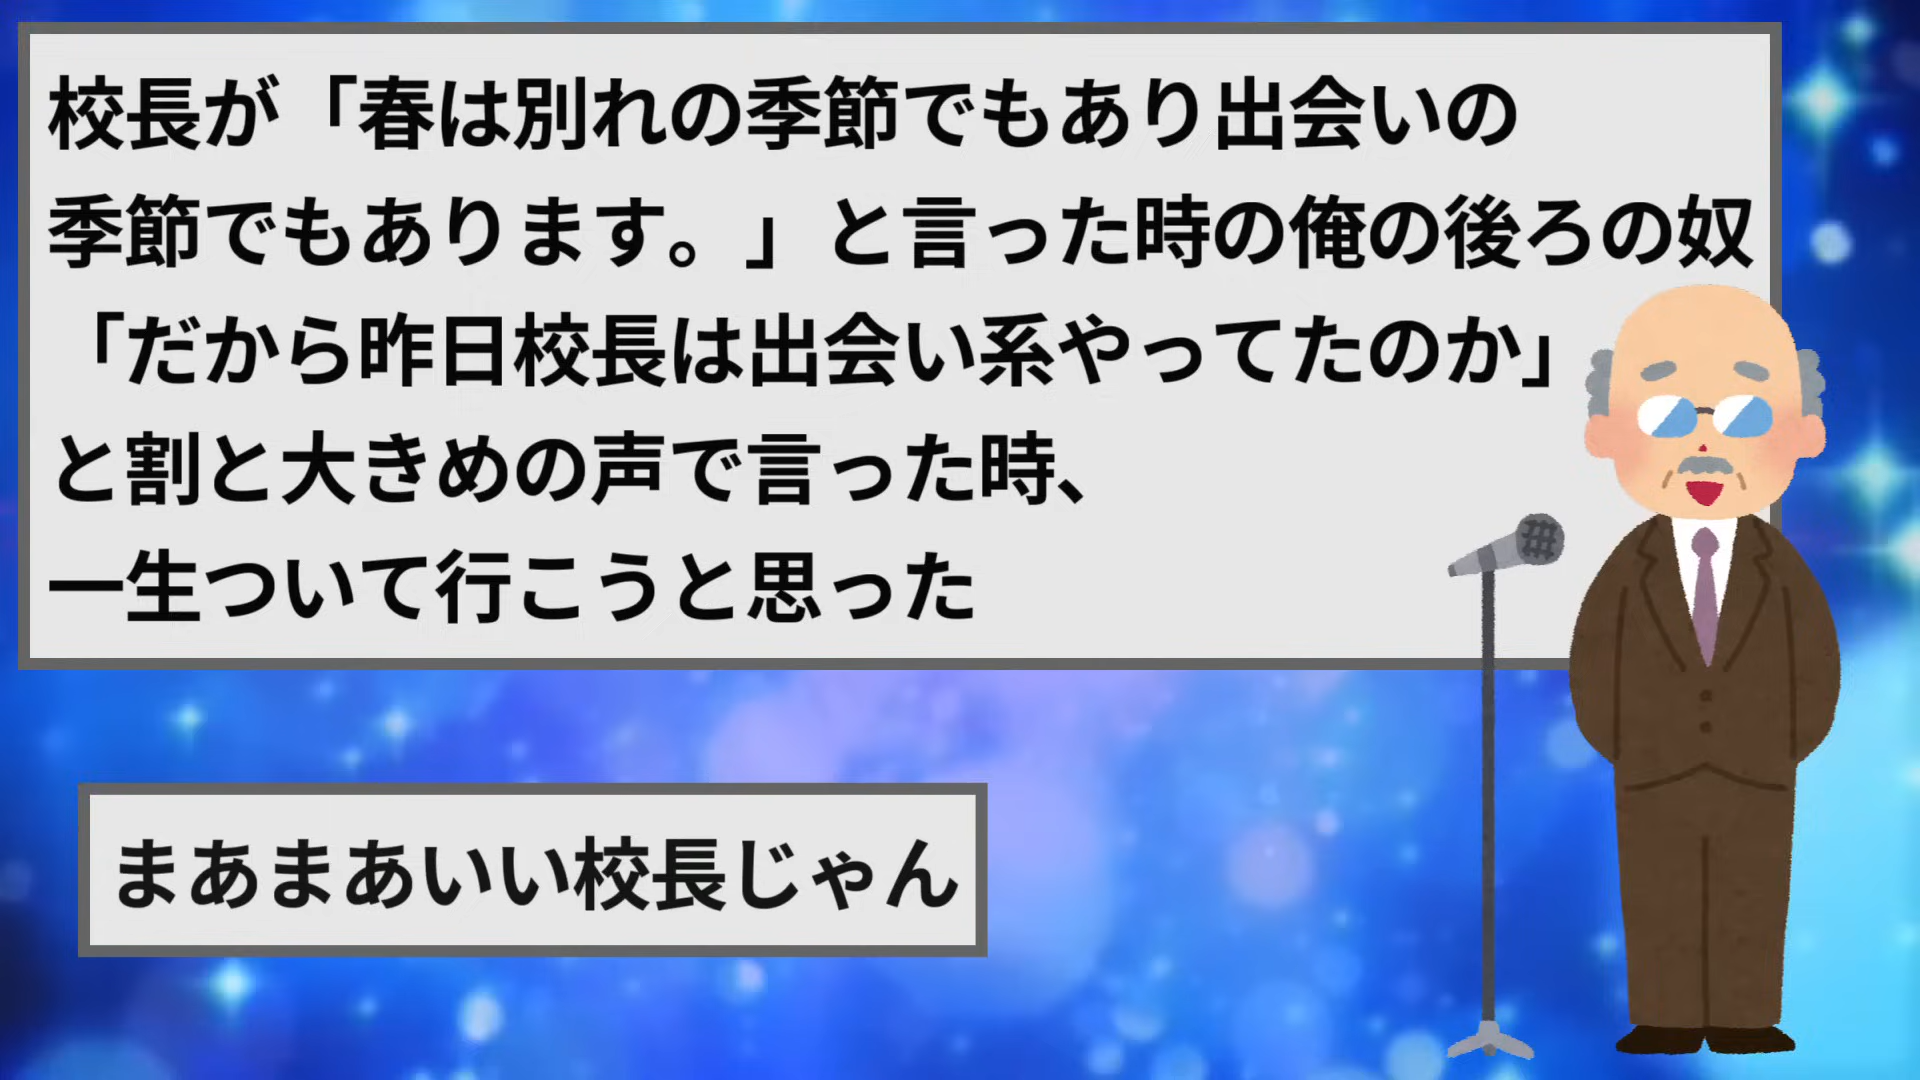 校長が「春は別れの季節でもあり出会いの
季節でもあります。」と言った時の俺の後ろの奴
「だから昨日校長は出会い系やってたのか」
と割と大きめの声で言った時、
一生ついて行こうと思った
まあまあいい校長じゃん